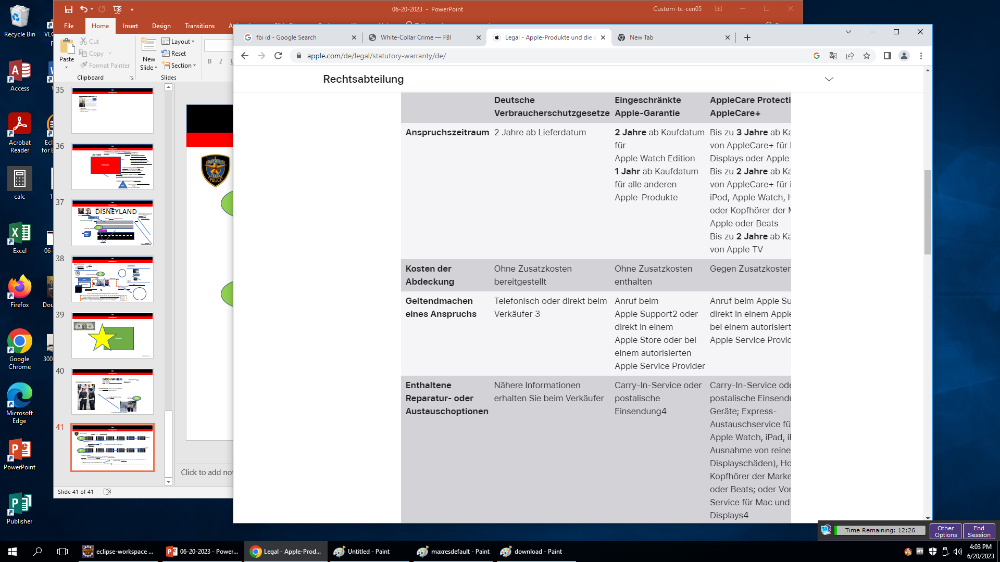 Recycle Bin
Access
Acrobat
Reader
calc
Excel
Firefox
Google
Chrome
Microsoft
Edge
PowerPoint
Publisher
06-20-2023 - PowerPoint
Custom-tc-cen05
File
Home
Insert
Design
Transitions
Paste
Cut
Copy
Format Painter
Clipboard
New
Slide
Layout
Reset
Section
Slides
B I U
35
36
ACTORS
37
DISNEYLAND
38
39
40
GOD FATHER
41
FORT WORTH
TEXAS
POLICE
Click to add no
Slide 41 of 41
fbi id - Google Search
White-Collar Crime — FBI
Legal - Apple-Produkte und die
New Tab
apple.com/de/legal/statutory-warranty/de/
Rechtsabteilung
Deutsche
Verbraucherschutzgesetze
Eingeschränkte
Apple-Garantie
AppleCare Protecti
AppleCare+
Anspruchszeitraum
2 Jahre ab Lieferdatum
2 Jahre ab Kaufdatum
für
Apple Watch Edition
1 Jahr ab Kaufdatum
für alle anderen
Apple-Produkte
Bis zu 3 Jahre ab Ka
von AppleCare+ für
Displays oder Apple
Bis zu 2 Jahre ab Ka
von AppleCare+ für i
iPod, Apple Watch, H
oder Kopfhörer der M
Apple oder Beats
Bis zu 2 Jahre ab Ka
von Apple TV
Kosten der
Abdeckung
Ohne Zusatzkosten
bereitgestellt
Ohne Zusatzkosten
enthalten
Gegen Zusatzkosten
Geltendmachen
eines Anspruchs
Telefonisch oder direkt beim
Verkäufer 3
Anruf beim
Apple Support2 oder
direkt in einem
Apple Store oder bei
einem autorisierten
Apple Service Provider
Anruf beim Apple Su
direkt in einem Apple
bei einem autorisiert
Apple Service Provid
Enthaltene
Reparatur- oder
Austauschoptionen
Nähere Informationen
erhalten Sie beim Verkäufer
Carry-In-Service oder
postalische
Einsendung4
Carry-In-Service ode
postalische Einsendu
Geräte; Express-
Austauschservice fü
Apple Watch, iPad, iP
Ausnahme von reine
Displayschäden), Ho
Kopfhörer der Marke
oder Beats; oder Vor
Service für Mac und
Displays4
Time Remaining: 12:26
Other
Options
End
Session
eclipse-workspace ...
06-20-2023 - Power...
Legal - Apple-Prod...
Untitled - Paint
maxresdefault - Paint
download - Paint
4:03 PM
6/20/2023